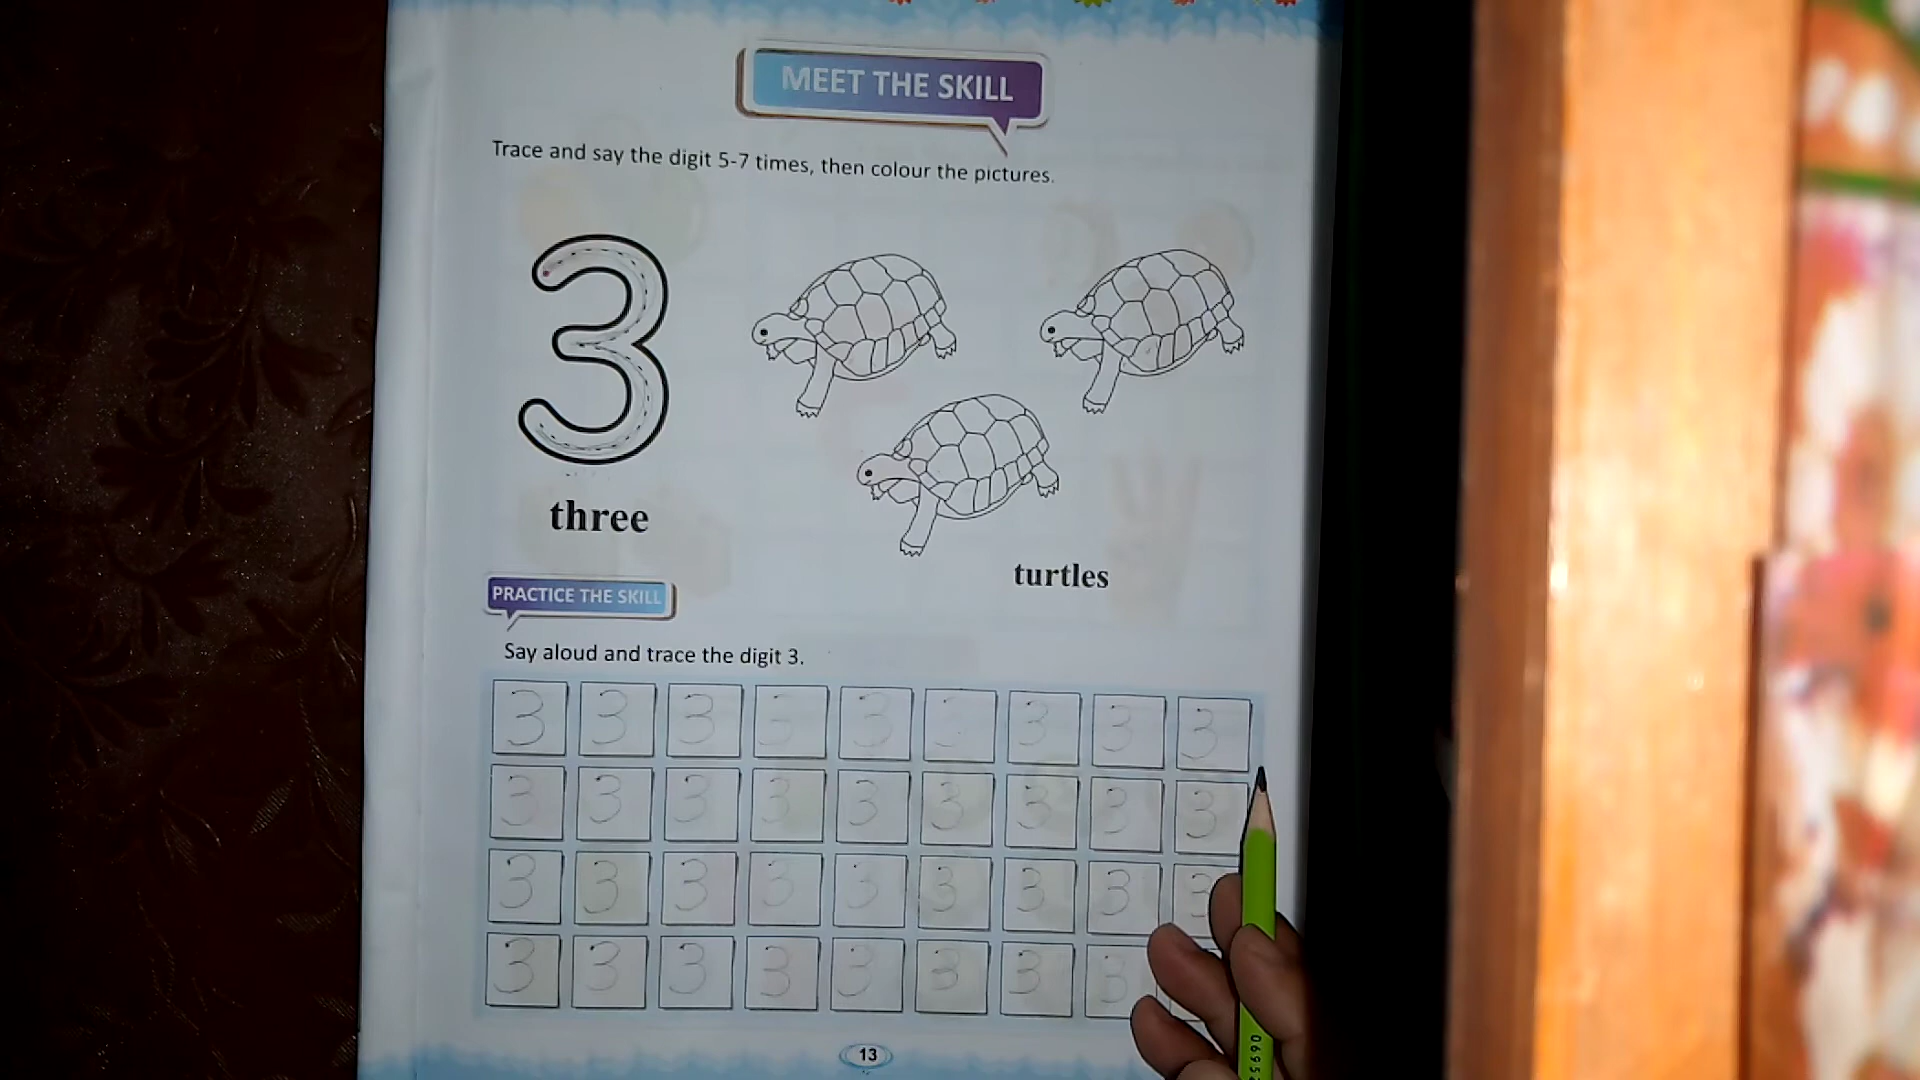 MEET THE SKILL
Trace and say the digit 5-7 times, then colour the pictures.
3
three
turtles
PRACTICE THE SKILL
Say aloud and trace the digit 3.
3 3 3 3 3 3 3 3 3
3 3 3 3 3 3 3 3 3
3 3 3 3 3 3 3 3 3
3 3 3 3 3 3 3 3
13